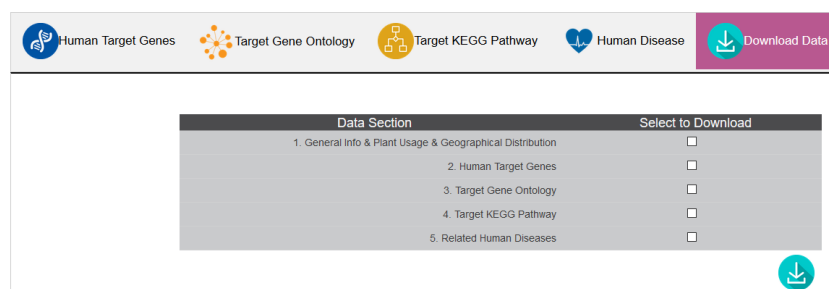 Human Target Genes Target Gene Ontology Target KEGG Pathway Human Disease Download Data
Data Section Select to Download
1. General Info & Plant Usage & Geographical Distribution
2. Human Target Genes
3. Target Gene Ontology
4. Target KEGG Pathway
5. Related Human Diseases